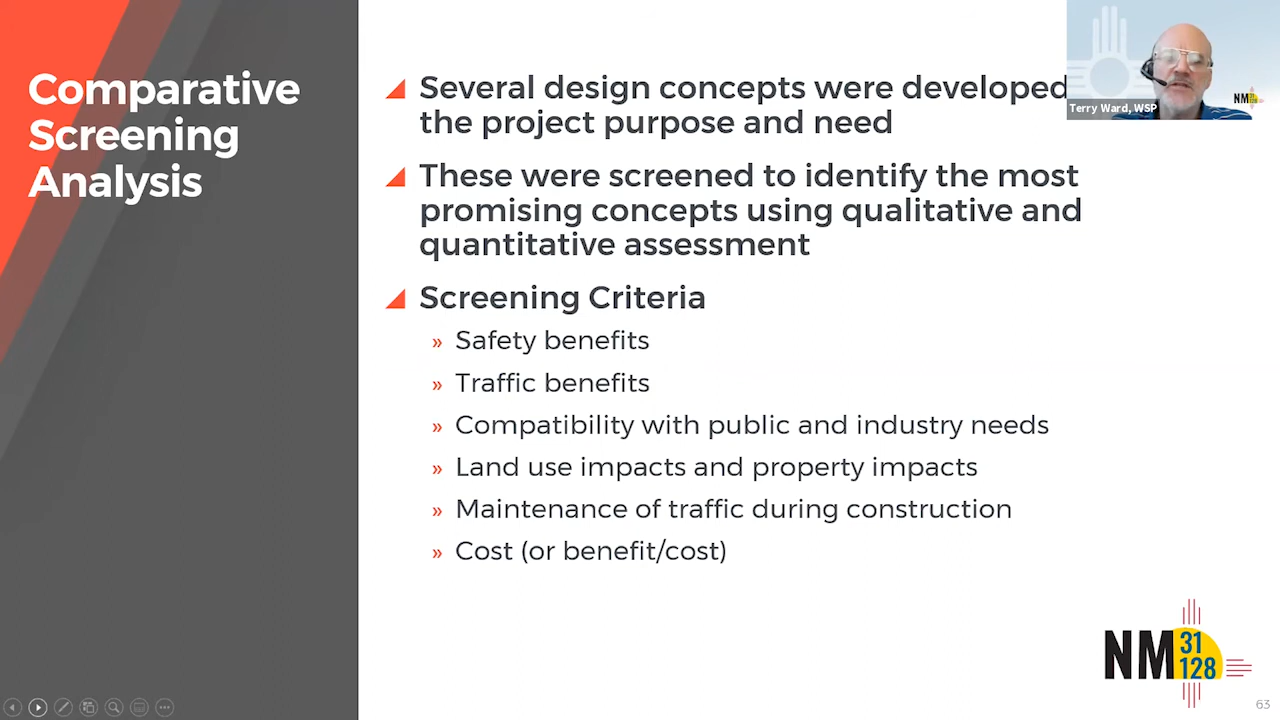 Comparative
Screening
Analysis
Several design concepts were developed
the project purpose and need
These were screened to identify the most
promising concepts using qualitative and
quantitative assessment
Screening Criteria
» Safety benefits
» Traffic benefits
» Compatibility with public and industry needs
» Land use impacts and property impacts
» Maintenance of traffic during construction
» Cost (or benefit/cost)
Terry Ward, WSP
NM
NM 31
128
63